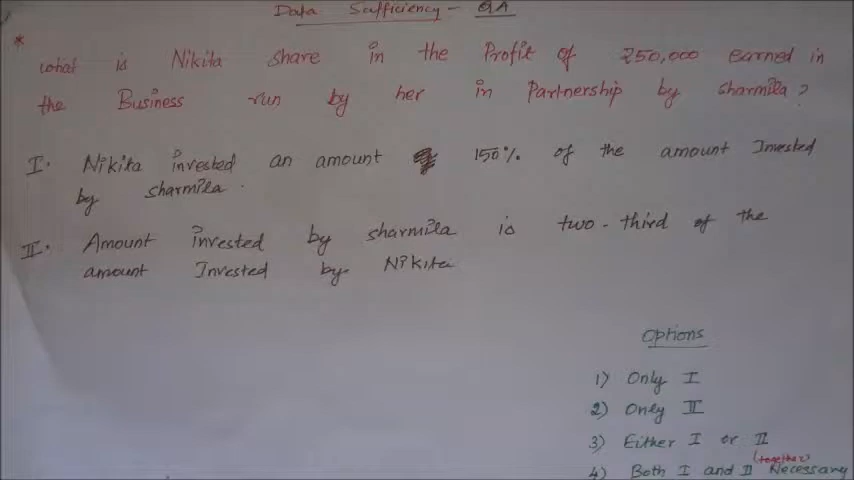 Data Sufficiency - QA
* what is Nikita share in the Profit of ₹50,000 earned in
the Business run by her in Partnership by sharmila?
I. Nikita invested an amount 150% of the amount Invested
by sharmila.
II. Amount invested by sharmila is two-third of the
amount Invested by Nikita
Options
1) Only I
2) Only II
3) Either I or II
(together)
4) Both I and II Necessary